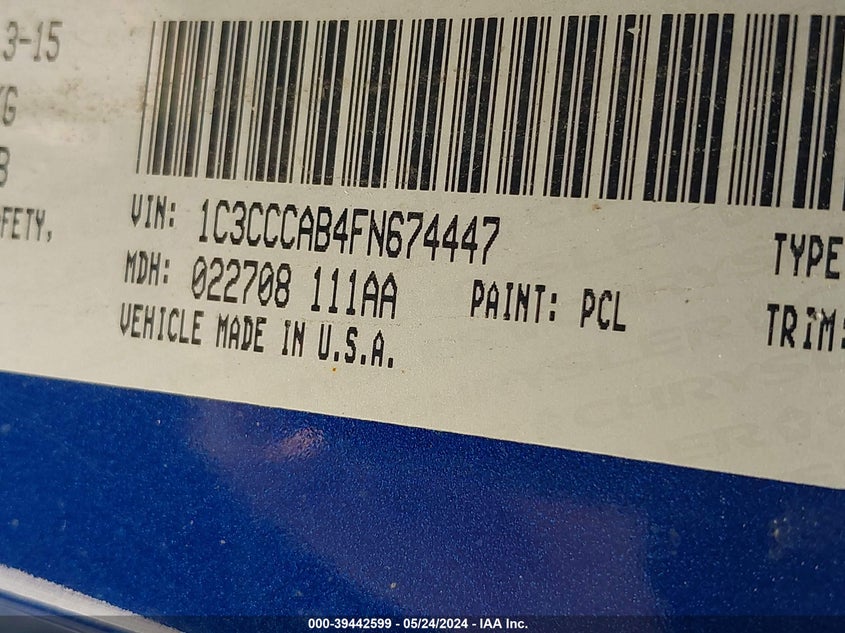 3-15
KG
B
FETY,
VIN: 1C3CCCAB4FN674447
TYPE
MDH: 022708 111AA
PAINT: PCL
TRIM:
VEHICLE MADE IN U.S.A.
CHRYS
000-39442599 - 05/24/2024 - IAA Inc.